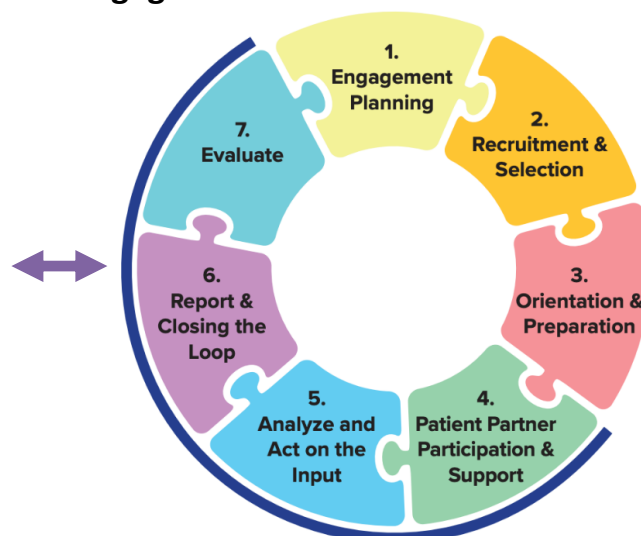 1.
Engagement
Planning
2.
Recruitment &
Selection
3.
Orientation &
Preparation
4.
Patient Partner
Participation &
Support
5.
Analyze and
Act on the
Input
6.
Report &
Closing the
Loop
7.
Evaluate